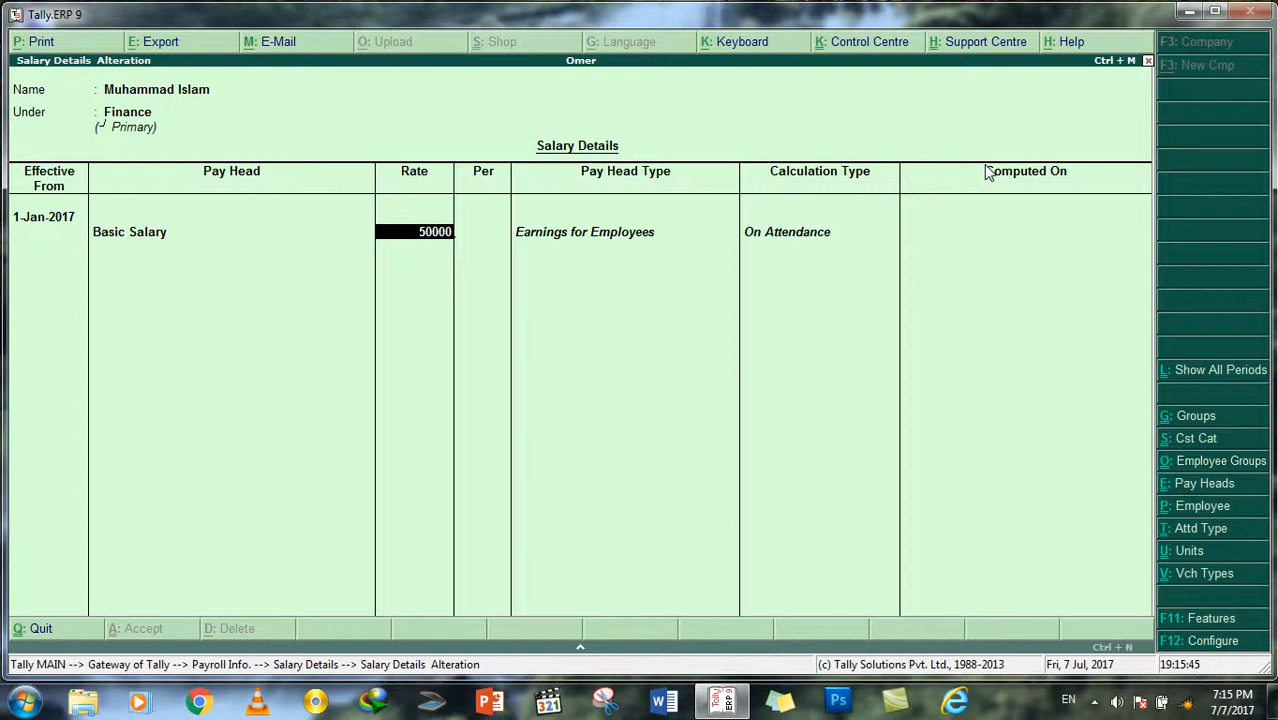 Tally.ERP 9
P: Print E: Export M: E-Mail O: Upload S: Shop G: Language K: Keyboard K: Control Centre H: Support Centre H: Help F3: Company
F3: New Cmp
Salary Details Alteration Omer Ctrl + M
Name : Muhammad Islam
Under : Finance
(┘ Primary)
Salary Details
Effective From Pay Head Rate Per Pay Head Type Calculation Type Computed On
1-Jan-2017
Basic Salary 50000 Earnings for Employees On Attendance
L: Show All Periods
G: Groups
S: Cst Cat
O: Employee Groups
E: Pay Heads
P: Employee
T: Attd Type
U: Units
V: Vch Types
F11: Features
F12: Configure
Q: Quit A: Accept D: Delete
Ctrl + N
Tally MAIN --> Gateway of Tally --> Payroll Info. --> Salary Details --> Salary Details Alteration (c) Tally Solutions Pvt. Ltd., 1988-2013 Fri, 7 Jul, 2017 19:15:45
321
Tally
ERP 9
Ps
EN 7:15 PM
7/7/2017